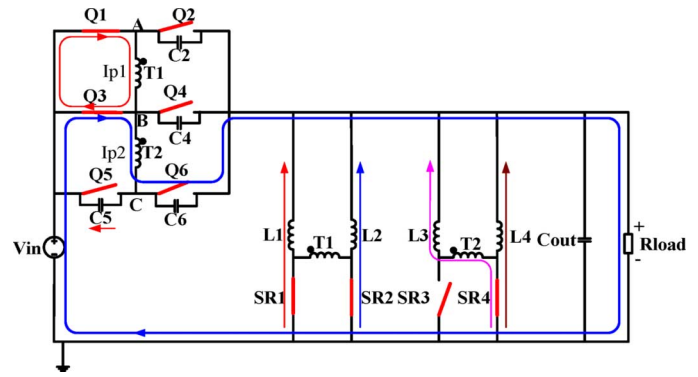 Q1
A
Q2
C2
Ip1
T1
Q3
B
Q4
C4
Ip2
T2
Q5
Q6
C5
C
C6
Vin
L1
T1
L2
L3
T2
L4
Cout
+
Rload
-
SR1
SR2
SR3
SR4